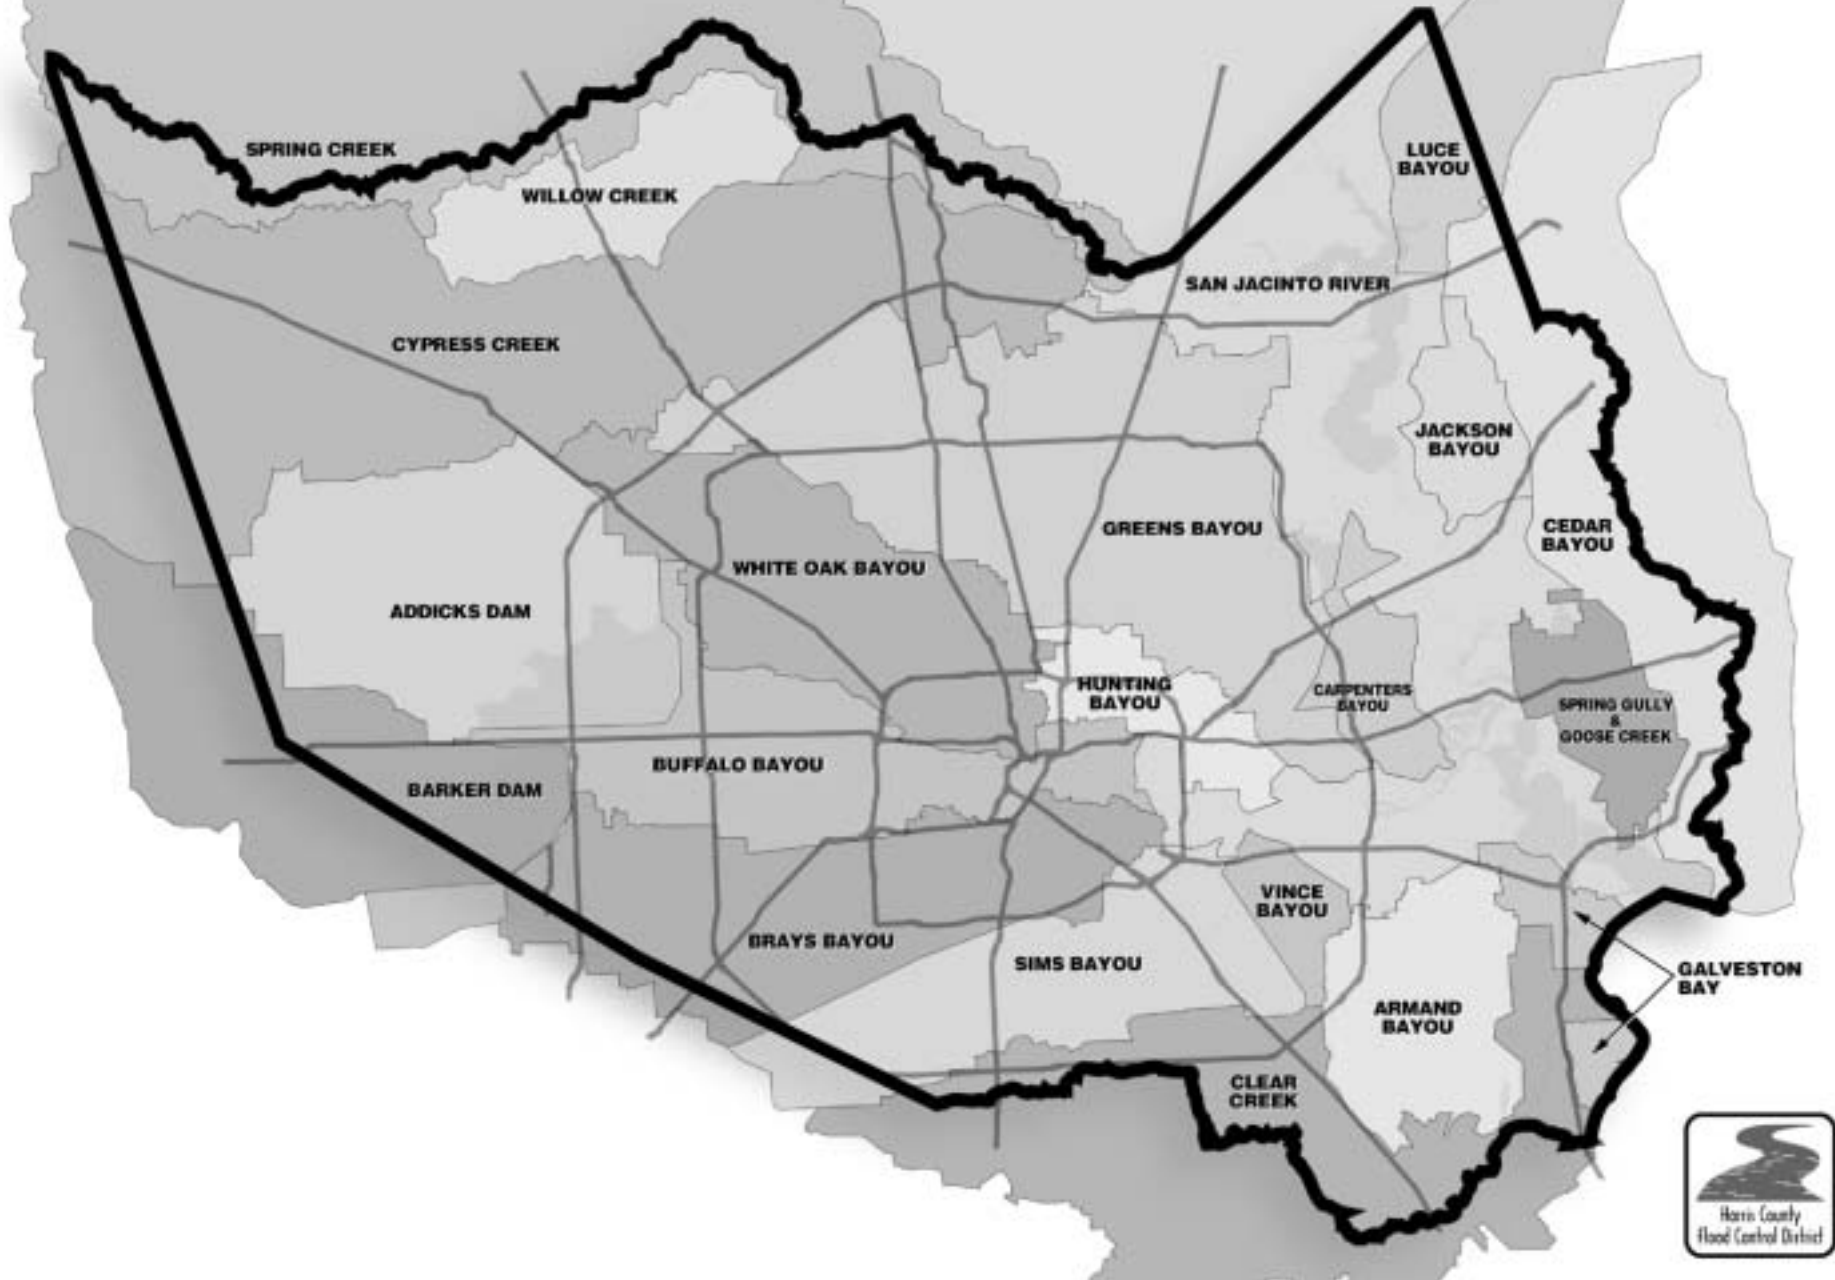 SPRING CREEK
LUCE
BAYOU
WILLOW CREEK
SAN JACINTO RIVER
CYPRESS CREEK
JACKSON
BAYOU
GREENS BAYOU
CEDAR
BAYOU
WHITE OAK BAYOU
ADDICKS DAM
HUNTING
BAYOU
CARPENTERS
BAYOU
SPRING GULLY
&
GOOSE CREEK
BUFFALO BAYOU
BARKER DAM
VINCE
BAYOU
BRAYS BAYOU
SIMS BAYOU
GALVESTON
BAY
ARMAND
BAYOU
CLEAR
CREEK
Harris County
Flood Control District